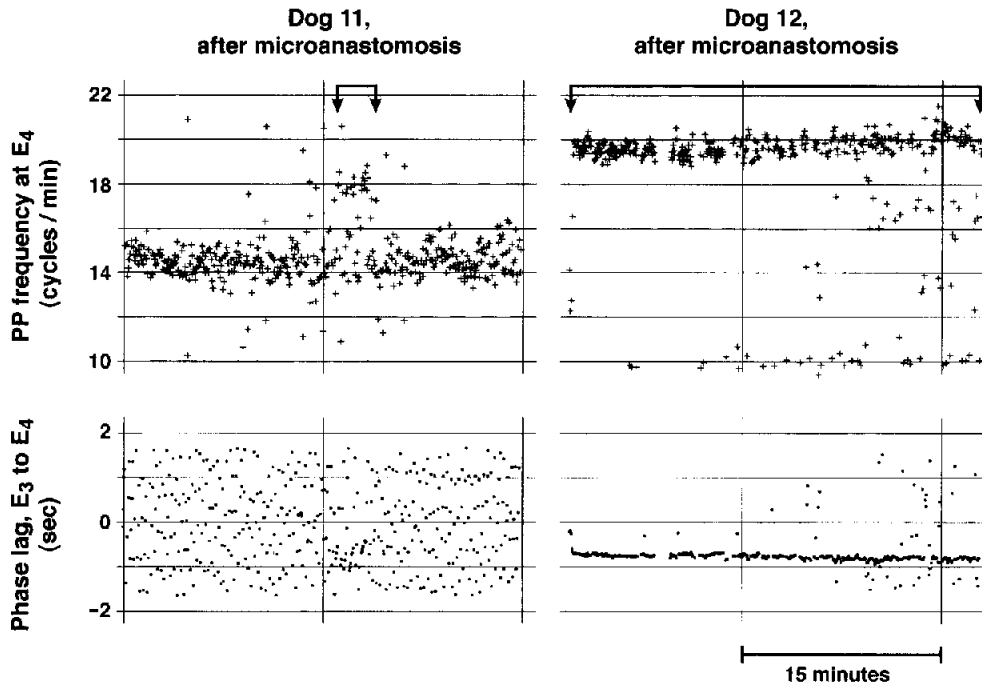 Dog 11,
after microanastomosis
Dog 12,
after microanastomosis
PP frequency at E4
(cycles / min)
22
18
14
10
Phase lag, E3 to E4
(sec)
2
0
−2
15 minutes